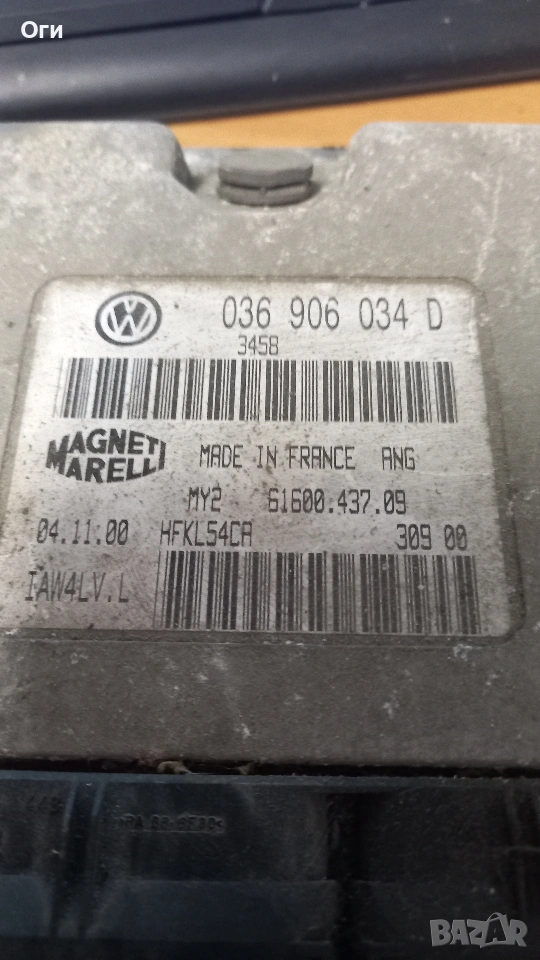 Оги
036 906 034 D
3458
MAGNETI MARELLI
MADE IN FRANCE ANG
MY2 61600.437.09
04.11:00 HFKL54CA 309 00
IAW4LV.L
BAZAR